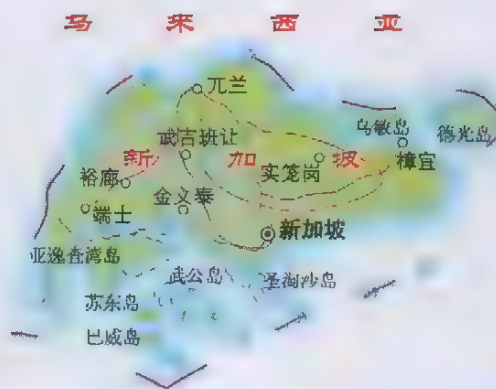 马来西亚
兀兰
乌敏岛
德光岛
武吉班让
新加坡
樟宜
实笼岗
裕廊
金文泰
端士
新加坡
亚逸查湾岛
武公岛
圣淘沙岛
苏东岛
巴威岛